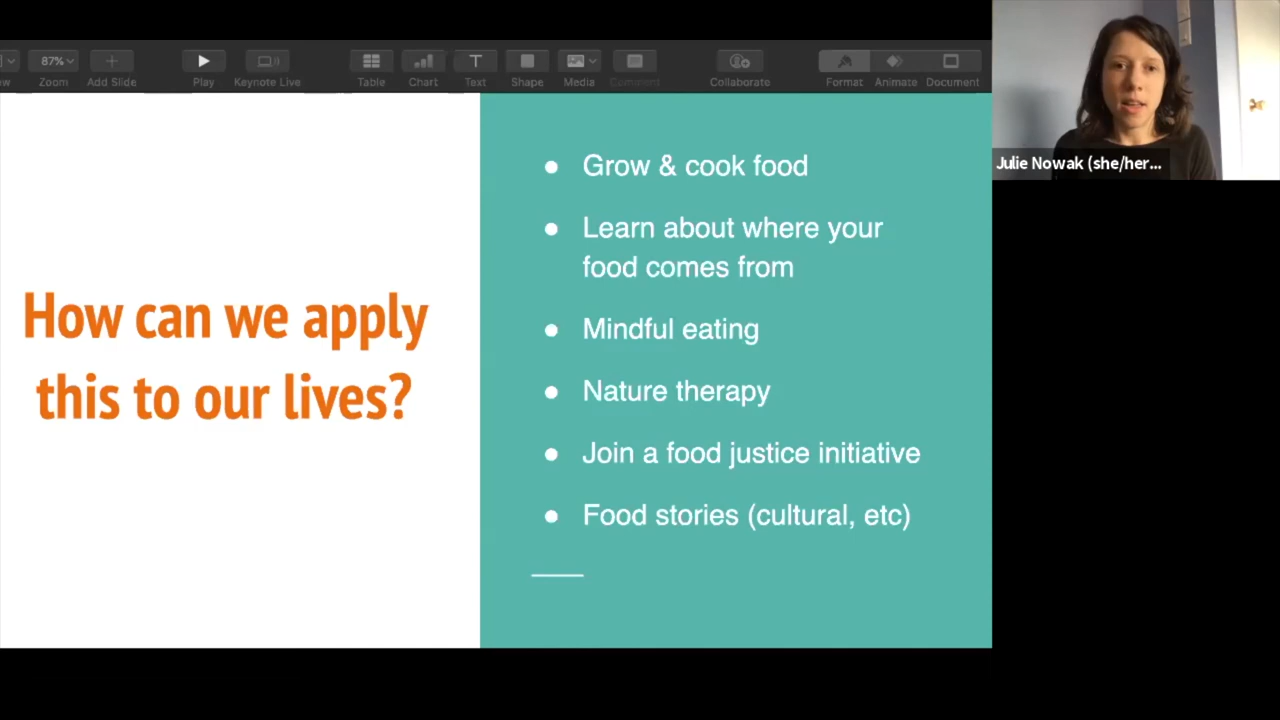 w
87%
Zoom
Add Slide
Play
Keynote Live
Table
Chart
Text
Shape
Media
Comment
Collaborate
Format
Animate
Document
Julie Nowak (she/her...
How can we apply
this to our lives?
Grow & cook food
Learn about where your
food comes from
Mindful eating
Nature therapy
Join a food justice initiative
Food stories (cultural, etc)